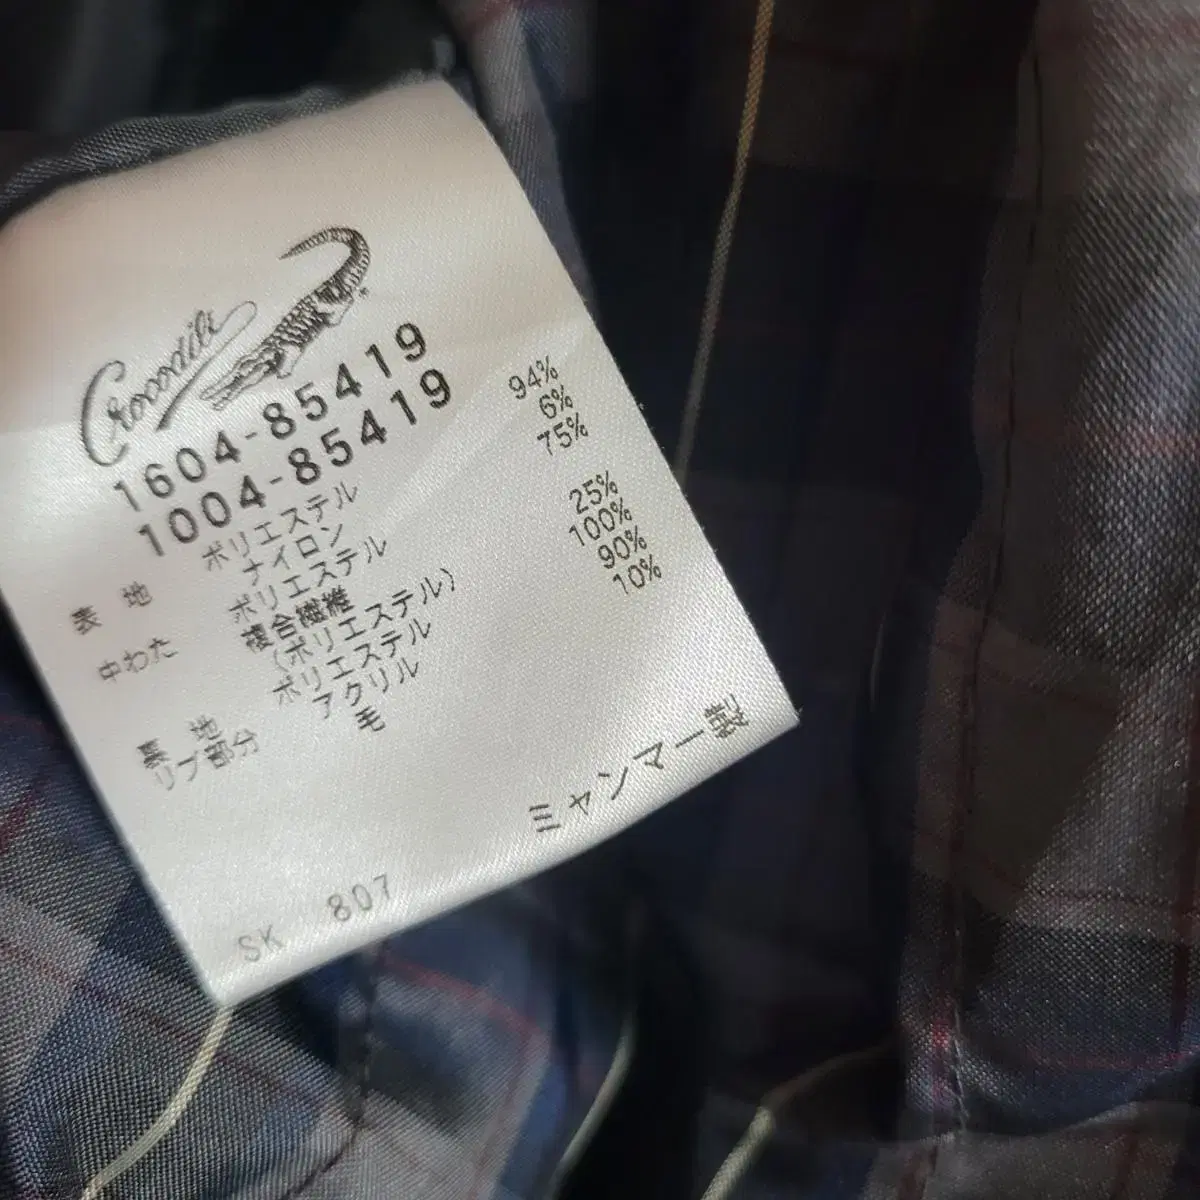 Crocodile
1604-85419
1004-85419
表 地 ポリエステル 94%
ナイロン 6%
中わた ポリエステル 75%
複合繊維
(ポリエステル) 25%
裏 地 ポリエステル 100%
リブ部分 アクリル 90%
毛 10%
ミャンマー製
SK 807